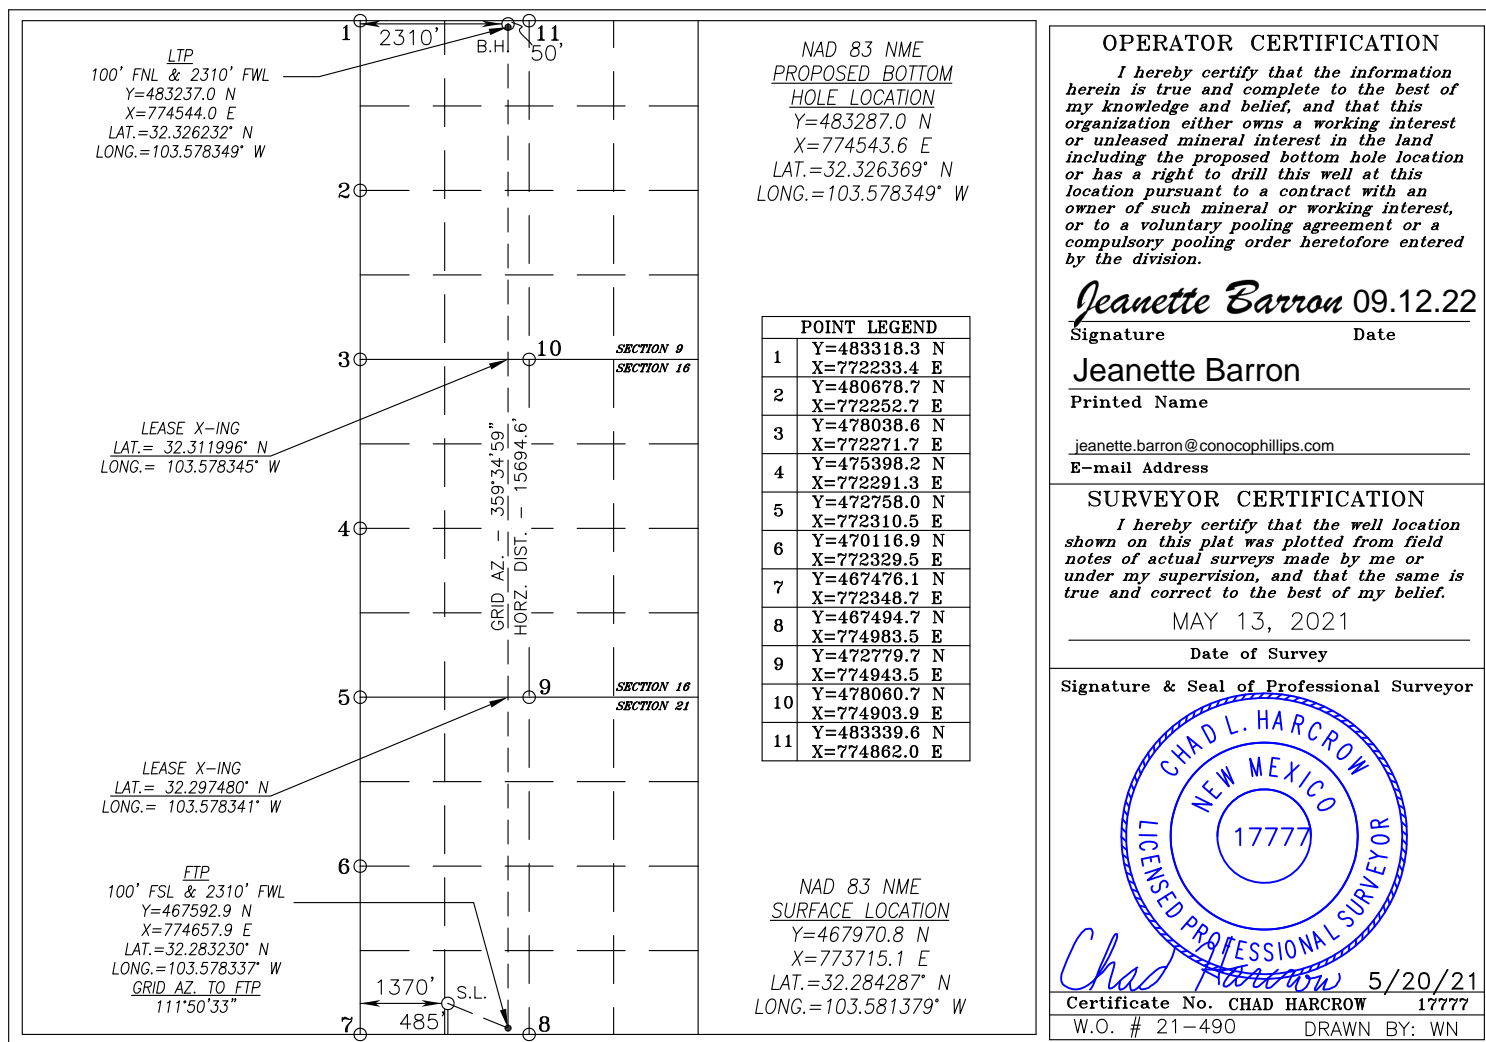 1
2310'
11
50'
B.H.
LTP
100' FNL & 2310' FWL
Y=483237.0 N
X=774544.0 E
LAT.=32.326232° N
LONG.=103.578349° W
2
3
10
SECTION 9
SECTION 16
LEASE X-ING
LAT.= 32.311996° N
LONG.= 103.578345° W
GRID AZ. - 359°34'59"
HORZ. DIST. - 15694.6'
4
5
9
SECTION 16
SECTION 21
LEASE X-ING
LAT.= 32.297480° N
LONG.= 103.578341° W
6
FTP
100' FSL & 2310' FWL
Y=467592.9 N
X=774657.9 E
LAT.=32.283230° N
LONG.=103.578337° W
GRID AZ. TO FTP
111°50'33"
1370'
S.L.
485'
7
8
NAD 83 NME
PROPOSED BOTTOM
HOLE LOCATION
Y=483287.0 N
X=774543.6 E
LAT.=32.326369° N
LONG.=103.578349° W
POINT LEGEND
1 Y=483318.3 N
X=772233.4 E
2 Y=480678.7 N
X=772252.7 E
3 Y=478038.6 N
X=772271.7 E
4 Y=475398.2 N
X=772291.3 E
5 Y=472758.0 N
X=772310.5 E
6 Y=470116.9 N
X=772329.5 E
7 Y=467476.1 N
X=772348.7 E
8 Y=467494.7 N
X=774983.5 E
9 Y=472779.7 N
X=774943.5 E
10 Y=478060.7 N
X=774903.9 E
11 Y=483339.6 N
X=774862.0 E
NAD 83 NME
SURFACE LOCATION
Y=467970.8 N
X=773715.1 E
LAT.=32.284287° N
LONG.=103.581379° W
OPERATOR CERTIFICATION
I hereby certify that the information
herein is true and complete to the best of
my knowledge and belief, and that this
organization either owns a working interest
or unleased mineral interest in the land
including the proposed bottom hole location
or has a right to drill this well at this
location pursuant to a contract with an
owner of such mineral or working interest,
or to a voluntary pooling agreement or a
compulsory pooling order heretofore entered
by the division.
Jeanette Barron 09.12.22
Signature Date
Jeanette Barron
Printed Name
jeanette.barron@conocophillips.com
E-mail Address
SURVEYOR CERTIFICATION
I hereby certify that the well location
shown on this plat was plotted from field
notes of actual surveys made by me or
under my supervision, and that the same is
true and correct to the best of my belief.
MAY 13, 2021
Date of Survey
Signature & Seal of Professional Surveyor
CHAD L. HARCROW
NEW MEXICO
17777
LICENSED PROFESSIONAL SURVEYOR
Chad Harcrow 5/20/21
Certificate No. CHAD HARCROW 17777
W.O. # 21-490 DRAWN BY: WN